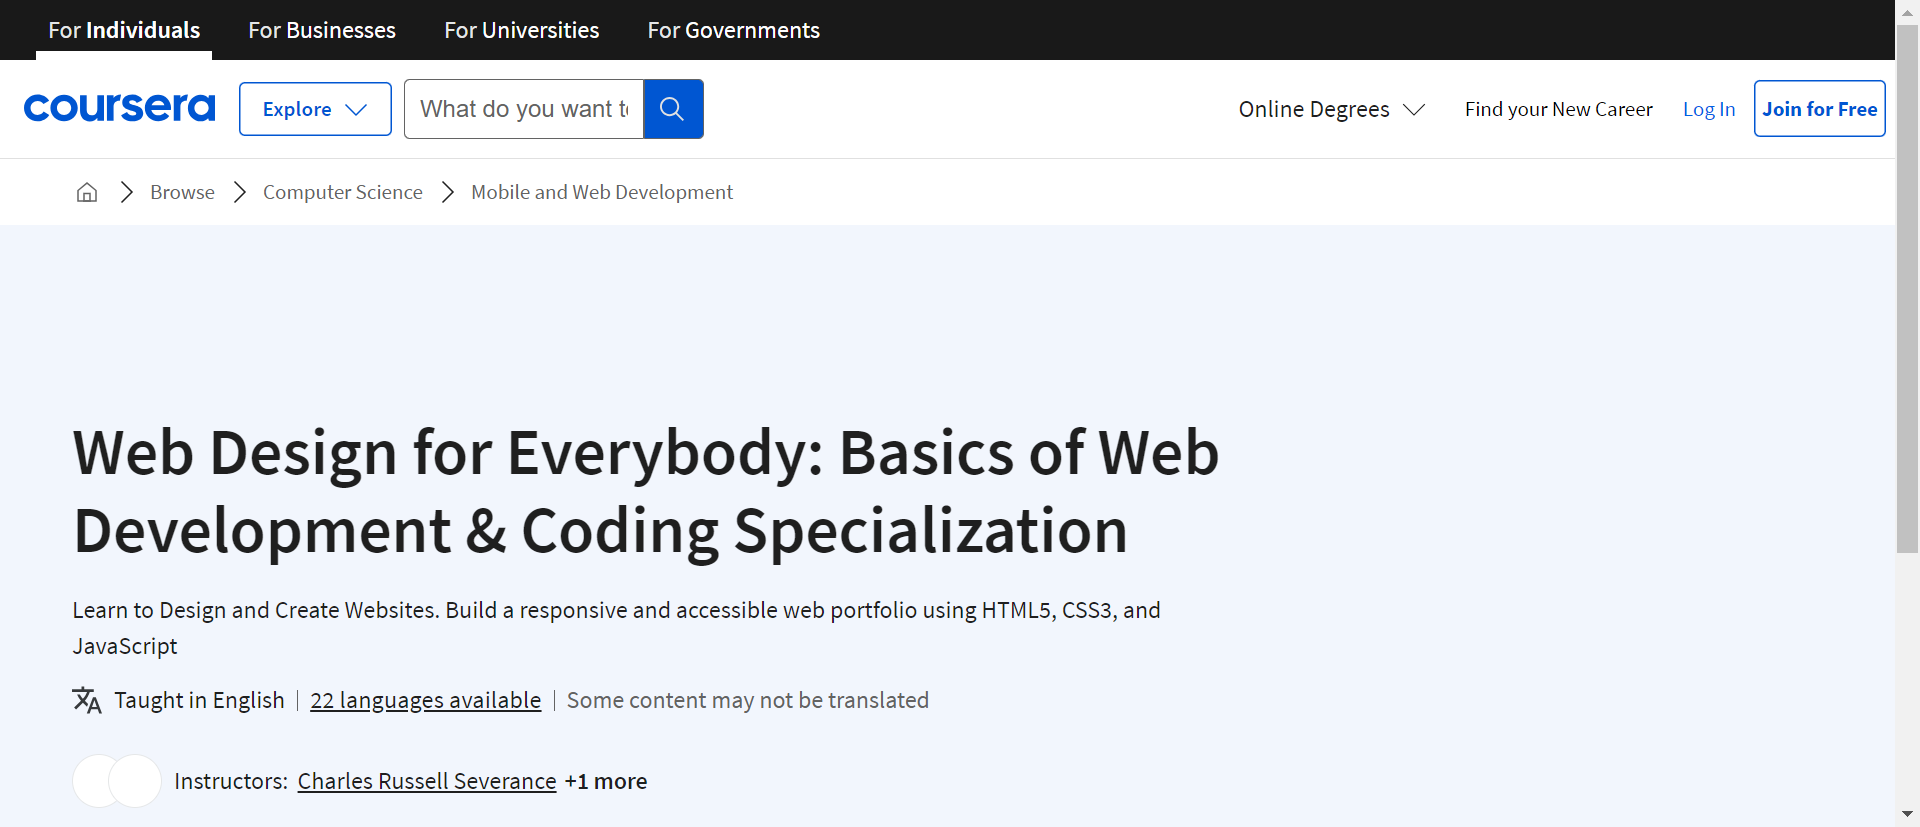 For Individuals For Businesses For Universities For Governments
coursera Explore What do you want t Online Degrees Find your New Career Log In Join for Free
Browse Computer Science Mobile and Web Development
Web Design for Everybody: Basics of Web
Development & Coding Specialization
Learn to Design and Create Websites. Build a responsive and accessible web portfolio using HTML5, CSS3, and
JavaScript
Taught in English | 22 languages available | Some content may not be translated
Instructors: Charles Russell Severance +1 more